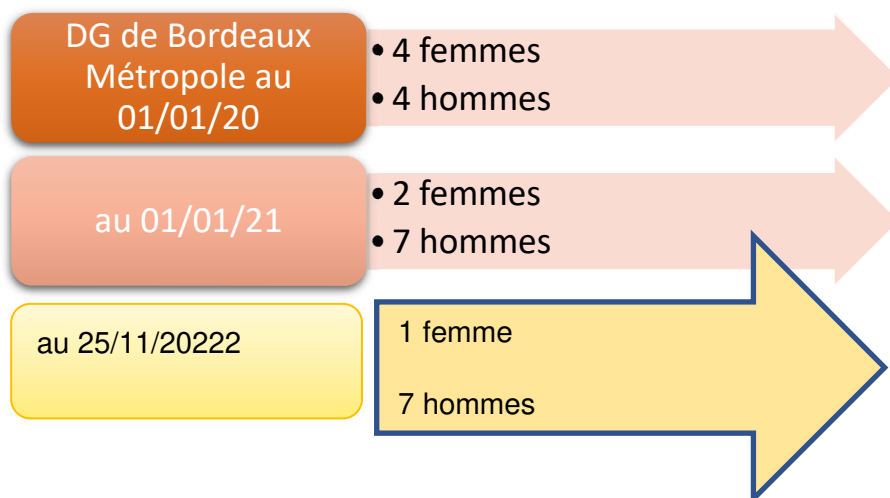 DG de Bordeaux
Métropole au
01/01/20
• 4 femmes
• 4 hommes
au 01/01/21
• 2 femmes
• 7 hommes
au 25/11/20222
1 femme
7 hommes